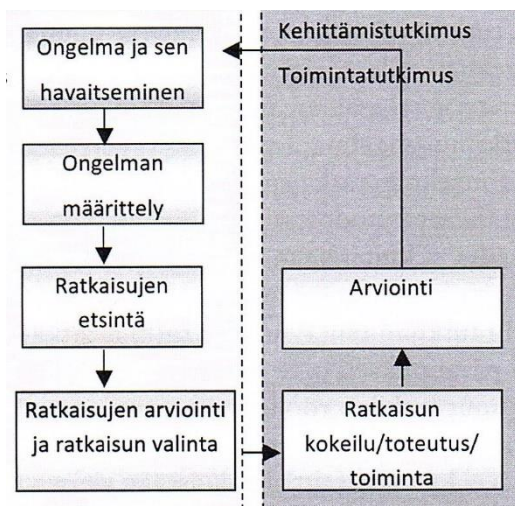 Ongelma ja sen
havaitseminen
Ongelman
määrittely
Ratkaisujen
etsintä
Ratkaisujen arviointi
ja ratkaisun valinta
Kehittämistutkimus
Toimintatutkimus
Arviointi
Ratkaisun
kokeilu/toteutus/
toiminta